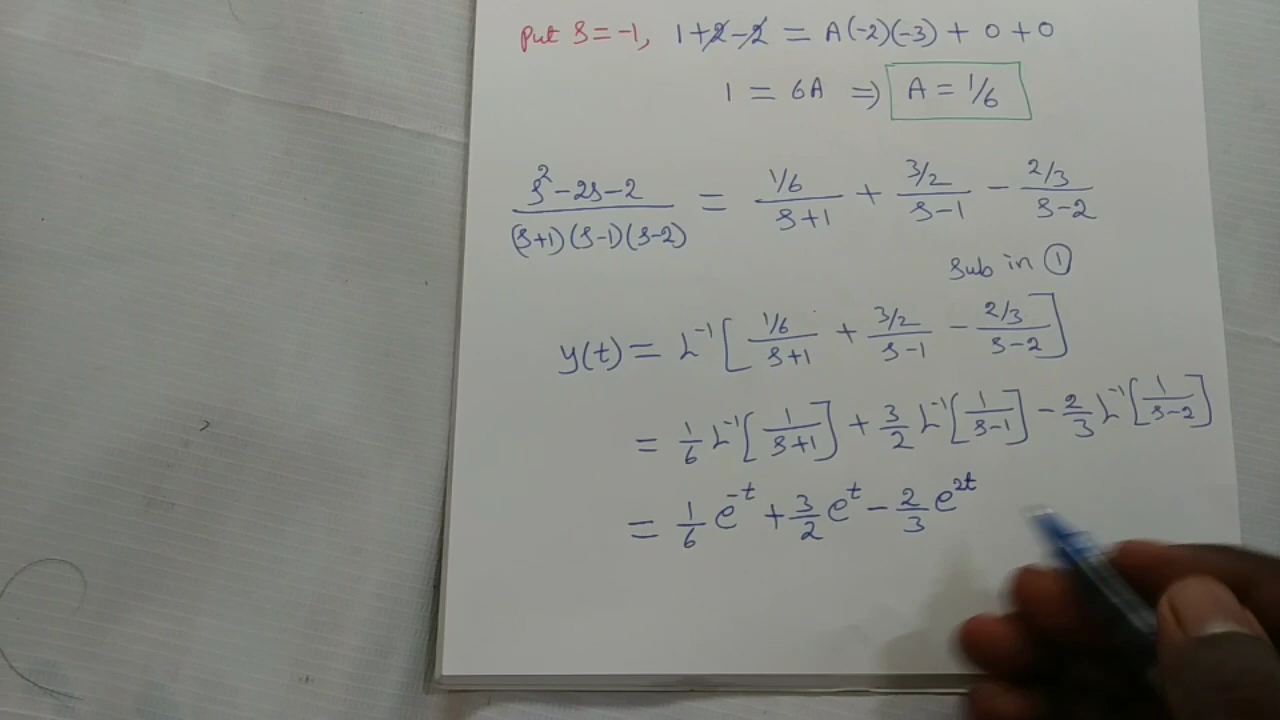 Put S=-1, 1+2-2 = A(-2)(-3) + 0 + 0
1 = 6A ⇒ A = 1/6
s²-2s-2 / (s+1)(s-1)(s-2) = 1/6 / s+1 + 3/2 / s-1 - 2/3 / s-2
Sub in ①
y(t) = L⁻¹[ 1/6 / s+1 + 3/2 / s-1 - 2/3 / s-2 ]
= 1/6 L⁻¹[ 1/s+1 ] + 3/2 L⁻¹[ 1/s-1 ] - 2/3 L⁻¹[ 1/s-2 ]
= 1/6 e⁻ᵗ + 3/2 eᵗ - 2/3 e²ᵗ